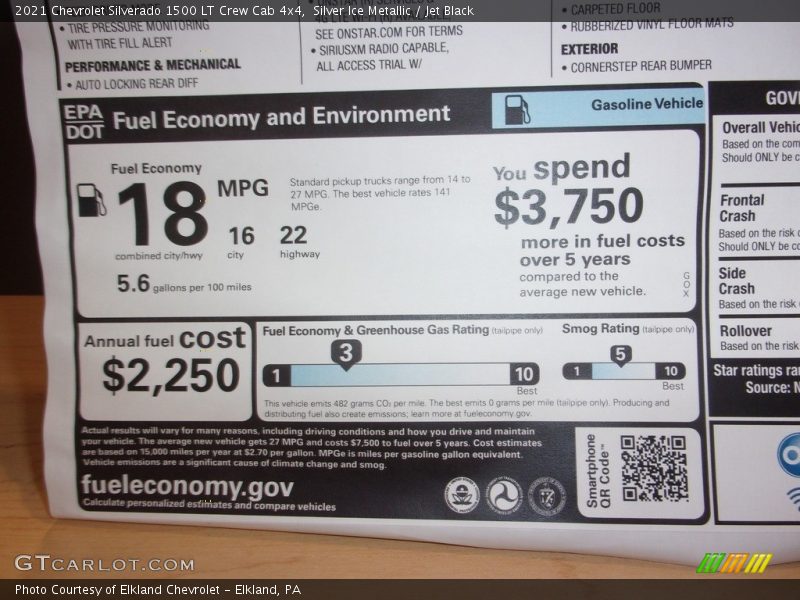 2021 Chevrolet Silverado 1500 LT Crew Cab 4x4, Silver Ice Metallic / Jet Black
• TIRE PRESSURE MONITORING
WITH TIRE FILL ALERT
PERFORMANCE & MECHANICAL
• AUTO LOCKING REAR DIFF
SEE ONSTAR.COM FOR TERMS
• SIRIUSXM RADIO CAPABLE,
ALL ACCESS TRIAL W/
• CARPETED FLOOR
• RUBBERIZED VINYL FLOOR MATS
EXTERIOR
• CORNERSTEP REAR BUMPER
EPA
DOT
Fuel Economy and Environment
Gasoline Vehicle
Fuel Economy
18 MPG
combined city/hwy
16
city
22
highway
5.6 gallons per 100 miles
Standard pickup trucks range from 14 to
27 MPG. The best vehicle rates 141
MPGe.
You spend
$3,750
more in fuel costs
over 5 years
compared to the
average new vehicle.
G
O
X
Annual fuel cost
$2,250
Fuel Economy & Greenhouse Gas Rating (tailpipe only)
3
1
10
Best
Smog Rating (tailpipe only)
5
1
10
Best
This vehicle emits 482 grams CO₂ per mile. The best emits 0 grams per mile (tailpipe only). Producing and
distributing fuel also create emissions; learn more at fueleconomy.gov.
Actual results will vary for many reasons, including driving conditions and how you drive and maintain
your vehicle. The average new vehicle gets 27 MPG and costs $7,500 to fuel over 5 years. Cost estimates
are based on 15,000 miles per year at $2.70 per gallon. MPGe is miles per gasoline gallon equivalent.
Vehicle emissions are a significant cause of climate change and smog.
fueleconomy.gov
Calculate personalized estimates and compare vehicles
Smartphone
QR Code™
GOV
Overall Vehic
Based on the com
Should ONLY be c
Frontal
Crash
Based on the risk
Should ONLY be c
Side
Crash
Based on the risk
Rollover
Based on the risk
Star ratings ra
Source: N
GTCARLOT.COM
Photo Courtesy of Elkland Chevrolet - Elkland, PA